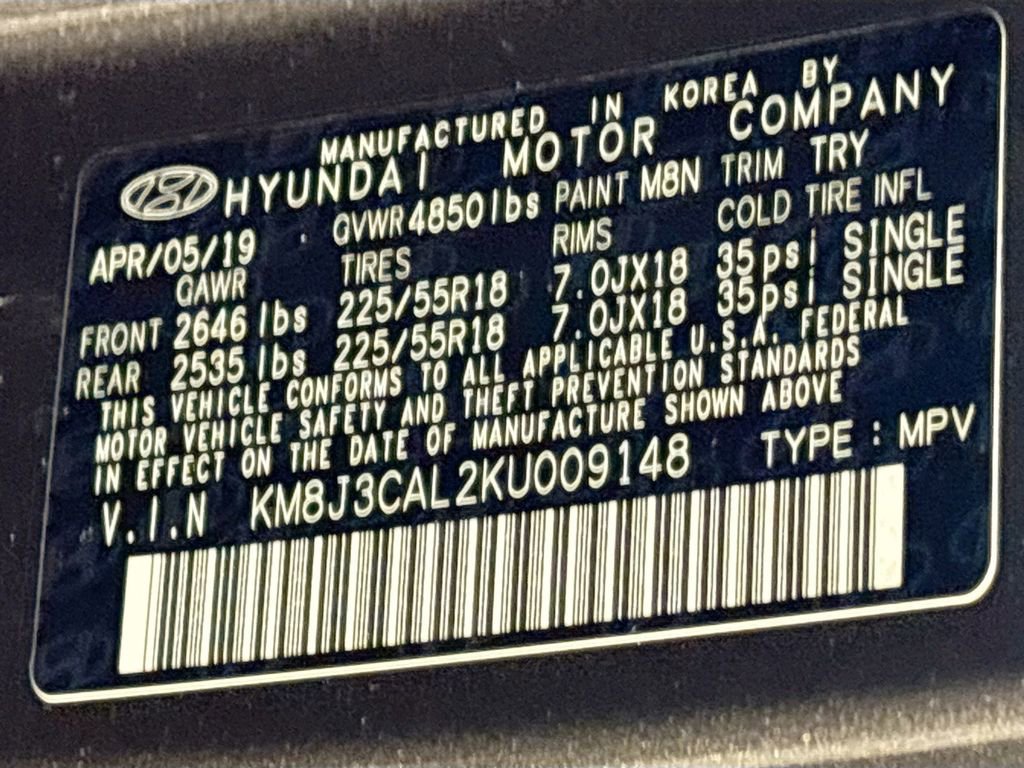 MANUFACTURED IN KOREA BY
HYUNDAI MOTOR COMPANY
APR/05/19 GVWR 4850lbs PAINT M8N TRIM TRY
GAWR TIRES RIMS COLD TIRE INFL
FRONT 2646 lbs 225/55R18 7.0JX18 35psi SINGLE
REAR 2535 lbs 225/55R18 7.0JX18 35psi SINGLE
THIS VEHICLE CONFORMS TO ALL APPLICABLE U.S.A. FEDERAL
MOTOR VEHICLE SAFETY AND THEFT PREVENTION STANDARDS
IN EFFECT ON THE DATE OF MANUFACTURE SHOWN ABOVE
V.I.N KM8J3CAL2KU009148 TYPE : MPV